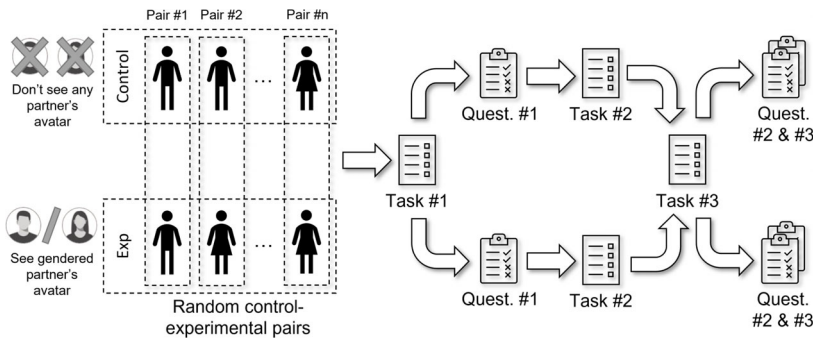 Pair #1 Pair #2 Pair #n
Don't see any
partner's
avatar
Control
...
See gendered
partner's
avatar
Exp
...
Random control-
experimental pairs
Task #1
Quest. #1
Task #2
Quest. #1
Task #2
Task #3
Quest.
#2 & #3
Quest.
#2 & #3